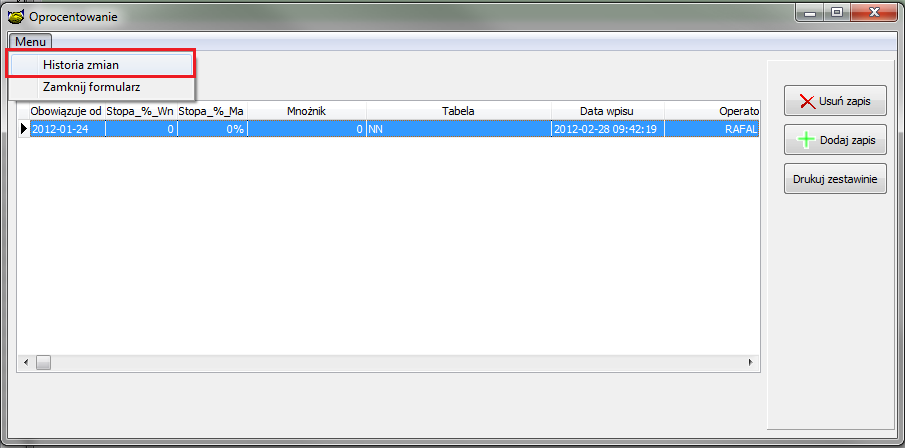 Oprocentowanie
Menu
Historia zmian
Zamknij formularz
Obowiązuje od Stopa_%_Wn Stopa_%_Ma Mnożnik Tabela Data wpisu Operato
2012-01-24 0 0% 0 NN 2012-02-28 09:42:19 RAFAL
Usuń zapis
Dodaj zapis
Drukuj zestawinie